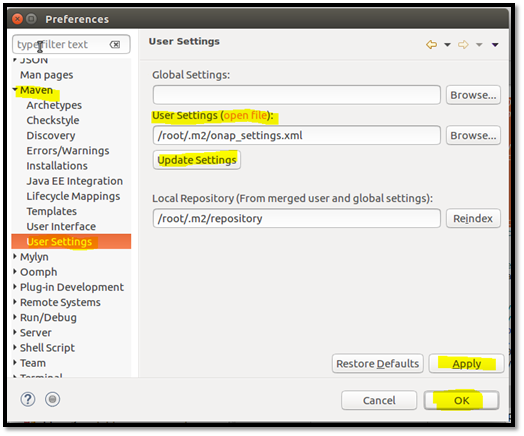 Preferences
type filter text
User Settings
JSON
Man pages
Maven
Archetypes
Checkstyle
Discovery
Errors/Warnings
Installations
Java EE Integration
Lifecycle Mappings
Templates
User Interface
User Settings
Mylyn
Oomph
Plug-in Development
Remote Systems
Run/Debug
Server
Shell Script
Team
Terminal
Global Settings:
Browse...
User Settings (open file):
/root/.m2/onap_settings.xml
Browse...
Update Settings
Local Repository (From merged user and global settings):
/root/.m2/repository
Reindex
Restore Defaults
Apply
Cancel
OK